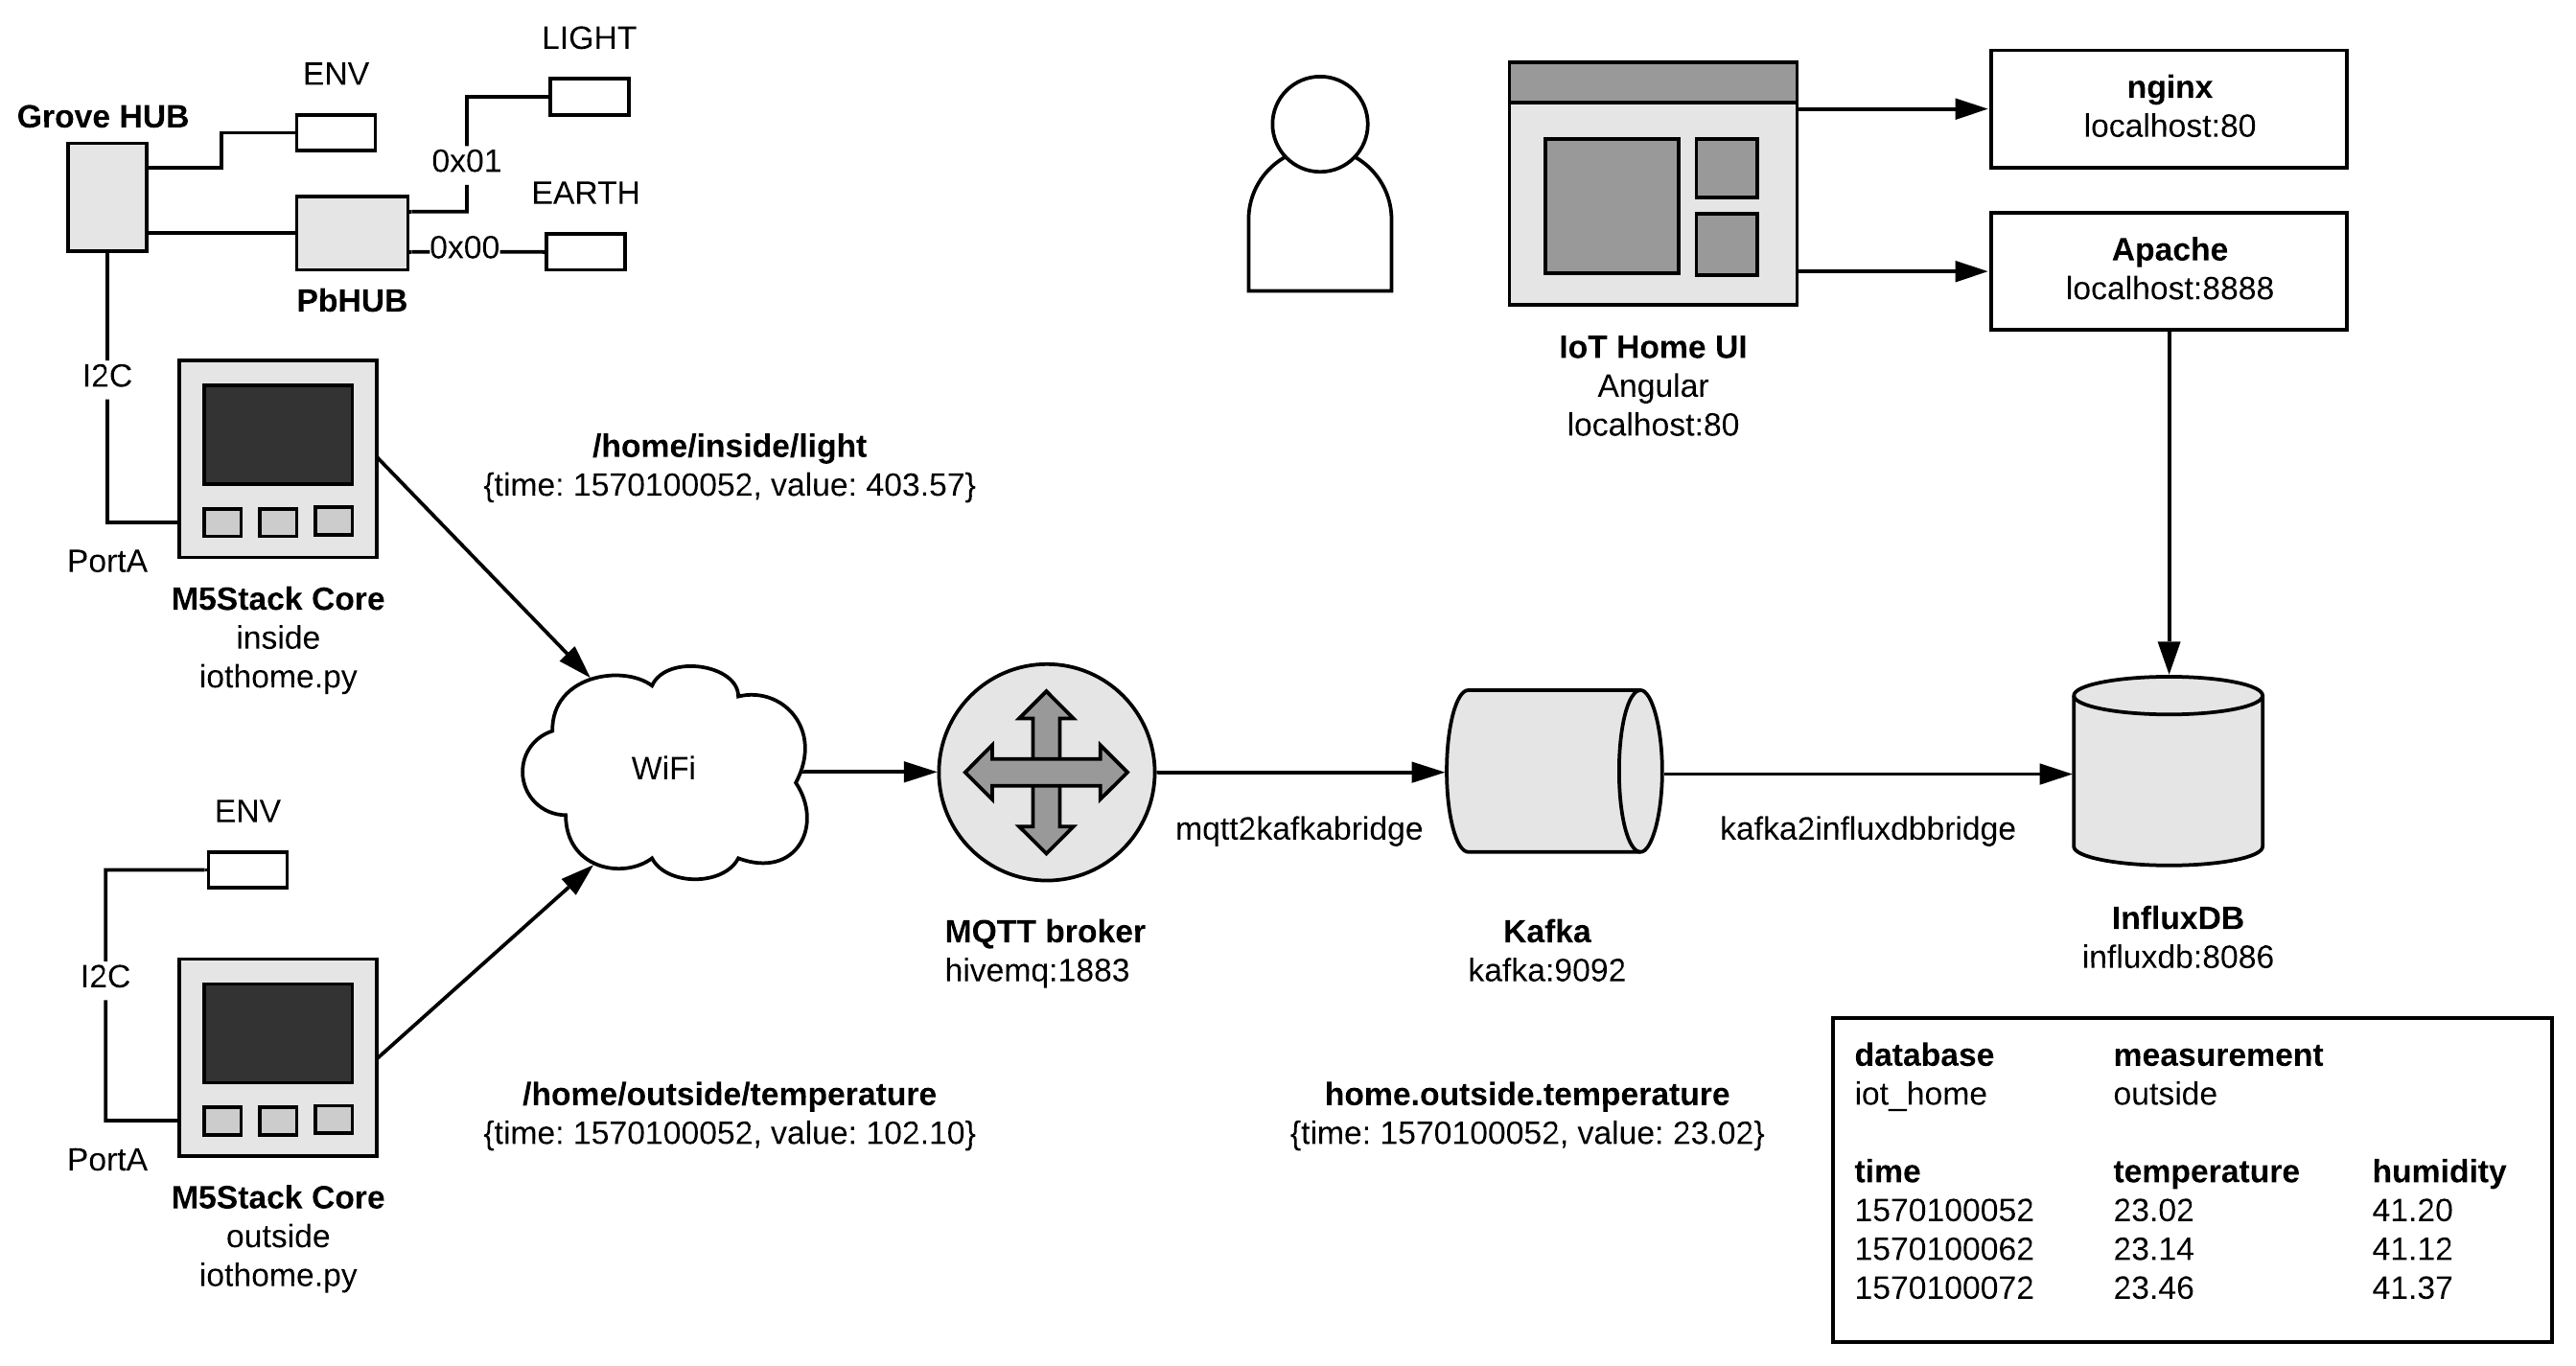 LIGHT
ENV
Grove HUB
0x01
EARTH
0x00
PbHUB
I2C
PortA
M5Stack Core
inside
iothome.py
/home/inside/light
{time: 1570100052, value: 403.57}
nginx
localhost:80
Apache
localhost:8888
IoT Home UI
Angular
localhost:80
WiFi
mqtt2kafkabridge
kafka2influxdbbridge
MQTT broker
hivemq:1883
Kafka
kafka:9092
InfluxDB
influxdb:8086
ENV
I2C
PortA
M5Stack Core
outside
iothome.py
/home/outside/temperature
{time: 1570100052, value: 102.10}
home.outside.temperature
{time: 1570100052, value: 23.02}
database measurement
iot_home outside
time temperature humidity
1570100052 23.02 41.20
1570100062 23.14 41.12
1570100072 23.46 41.37